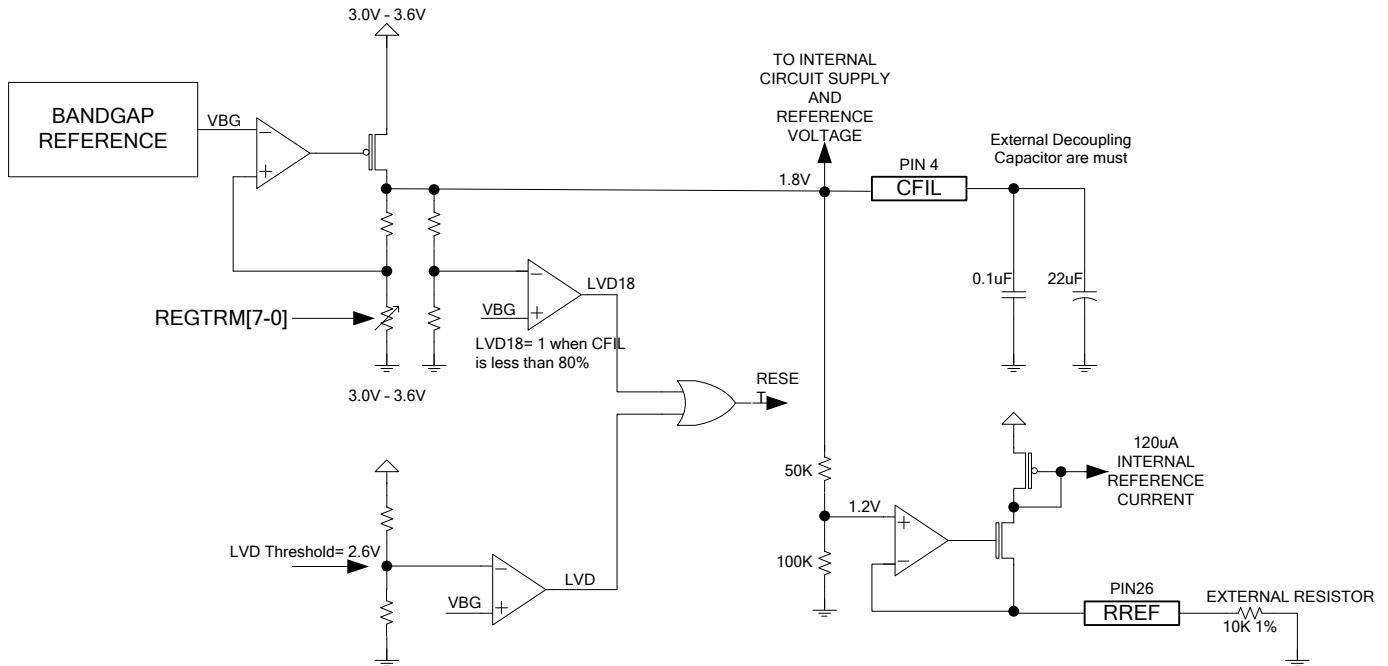 3.0V - 3.6V
BANDGAP
REFERENCE
VBG
TO INTERNAL
CIRCUIT SUPPLY
AND
REFERENCE
VOLTAGE
1.8V
PIN 4
CFIL
External Decoupling
Capacitor are must
0.1uF
22uF
REGTRM[7-0]
LVD18
VBG
LVD18= 1 when CFIL
is less than 80%
3.0V - 3.6V
RESE
T
50K
1.2V
100K
120uA
INTERNAL
REFERENCE
CURRENT
LVD Threshold= 2.6V
VBG
LVD
PIN26
RREF
EXTERNAL RESISTOR
10K 1%